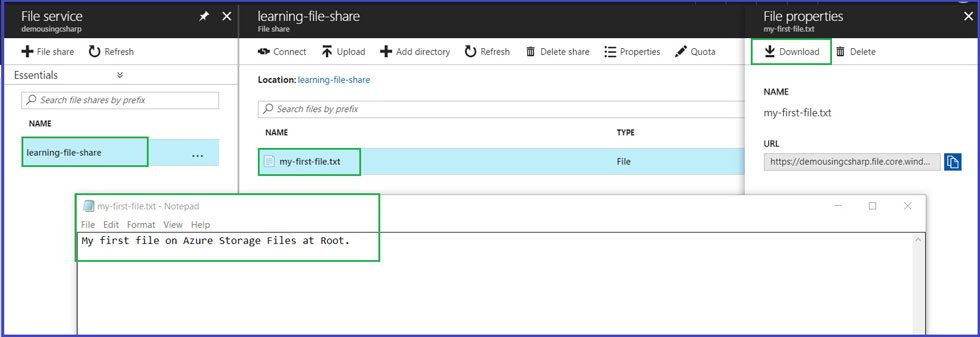 File service
demousingcsharp
File share
Refresh
Essentials
Search file shares by prefix
NAME
learning-file-share
...
learning-file-share
File share
Connect
Upload
Add directory
Refresh
Delete share
Properties
Quota
Location: learning-file-share
Search files by prefix
NAME TYPE
my-first-file.txt File
File properties
my-first-file.txt
Download
Delete
NAME
my-first-file.txt
URL
https://demousingcsharp.file.core.wind...
my-first-file.txt - Notepad
File Edit Format View Help
My first file on Azure Storage Files at Root.